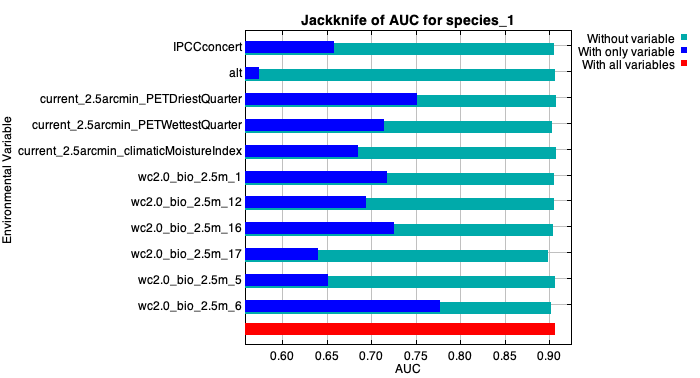 Jackknife of AUC for species_1
Without variable
With only variable
With all variables
Environmental Variable
IPCCconcert
alt
current_2.5arcmin_PETDriestQuarter
current_2.5arcmin_PETWettestQuarter
current_2.5arcmin_climaticMoistureIndex
wc2.0_bio_2.5m_1
wc2.0_bio_2.5m_12
wc2.0_bio_2.5m_16
wc2.0_bio_2.5m_17
wc2.0_bio_2.5m_5
wc2.0_bio_2.5m_6
0.60 0.65 0.70 0.75 0.80 0.85 0.90
AUC